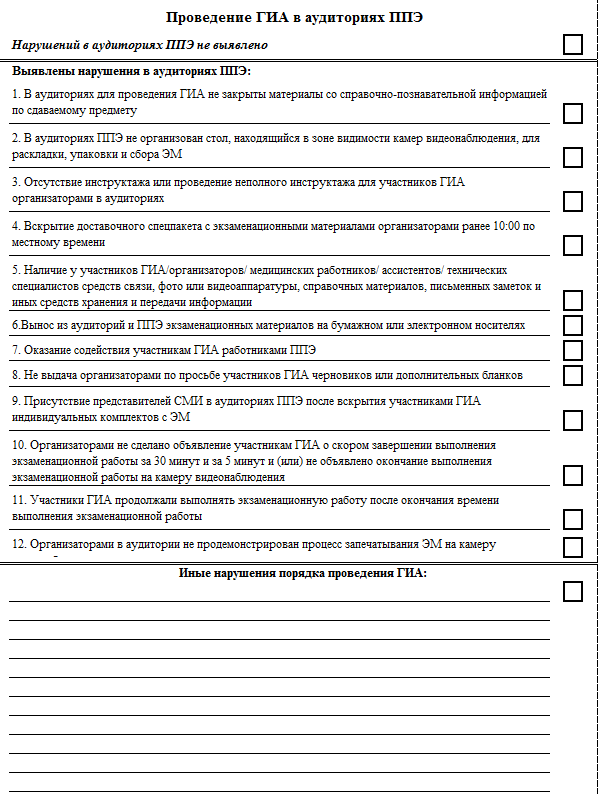 Проведение ГИА в аудиториях ППЭ
Нарушений в аудиториях ППЭ не выявлено
Выявлены нарушения в аудиториях ППЭ:
1. В аудиториях для проведения ГИА не закрыты материалы со справочно-познавательной информацией
по сдаваемому предмету
2. В аудиториях ППЭ не организован стол, находящийся в зоне видимости камер видеонаблюдения, для
раскладки, упаковки и сбора ЭМ
3. Отсутствие инструктажа или проведение неполного инструктажа для участников ГИА
организаторами в аудиториях
4. Вскрытие доставочного спецпакета с экзаменационными материалами организаторами ранее 10:00 по
местному времени
5. Наличие у участников ГИА/организаторов/ медицинских работников/ ассистентов/ технических
специалистов средств связи, фото или видеоаппаратуры, справочных материалов, письменных заметок и
иных средств хранения и передачи информации
6.Вынос из аудиторий и ППЭ экзаменационных материалов на бумажном или электронном носителях
7. Оказание содействия участникам ГИА работниками ППЭ
8. Не выдача организаторами по просьбе участников ГИА черновиков или дополнительных бланков
9. Присутствие представителей СМИ в аудиториях ППЭ после вскрытия участниками ГИА
индивидуальных комплектов с ЭМ
10. Организаторами не сделано объявление участникам ГИА о скором завершении выполнения
экзаменационной работы за 30 минут и за 5 минут и (или) не объявлено окончание выполнения
экзаменационной работы на камеру видеонаблюдения
11. Участники ГИА продолжали выполнять экзаменационную работу после окончания времени
выполнения экзаменационной работы
12. Организаторами в аудитории не продемонстрирован процесс запечатывания ЭМ на камеру
Иные нарушения порядка проведения ГИА: